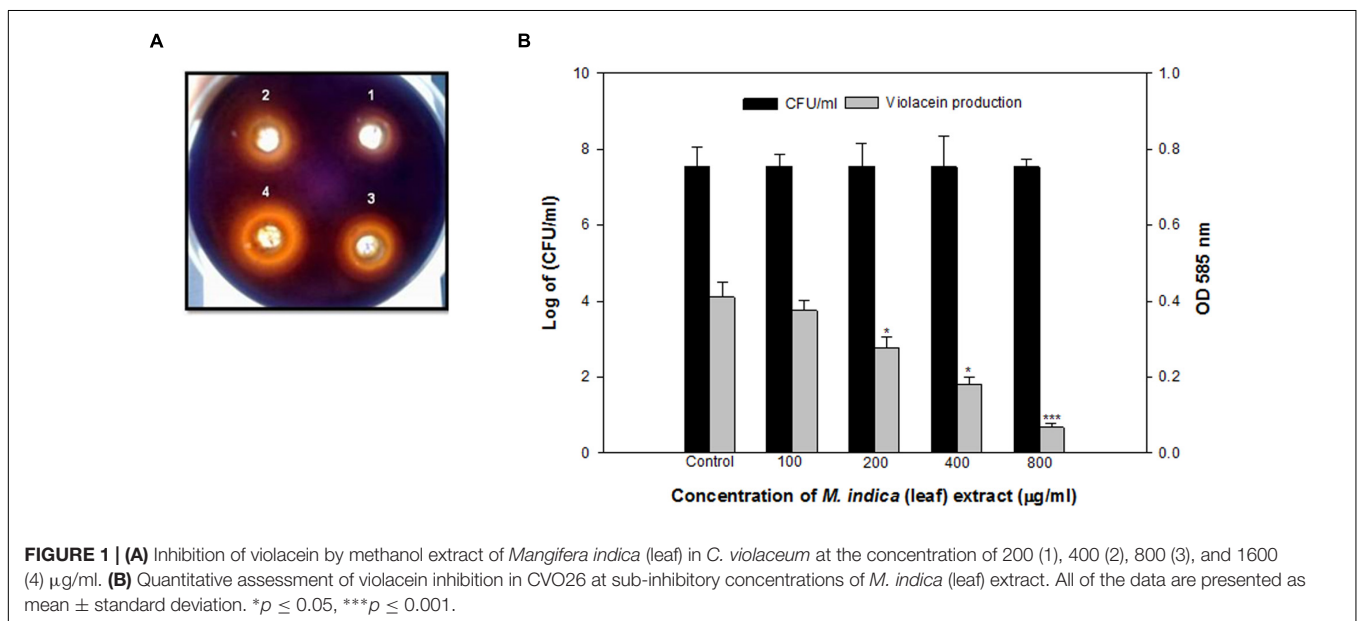 A
B
2 1
4 3
10 1.0
CFU/ml Violacein production
8 0.8
6 0.6
4 0.4
2 0.2
0 0.0
Log of (CFU/ml)
OD 585 nm
*
*
***
Control 100 200 400 800
Concentration of M. indica (leaf) extract (µg/ml)
FIGURE 1 | (A) Inhibition of violacein by methanol extract of Mangifera indica (leaf) in C. violaceum at the concentration of 200 (1), 400 (2), 800 (3), and 1600
(4) µg/ml. (B) Quantitative assessment of violacein inhibition in CVO26 at sub-inhibitory concentrations of M. indica (leaf) extract. All of the data are presented as
mean ± standard deviation. *p ≤ 0.05, ***p ≤ 0.001.